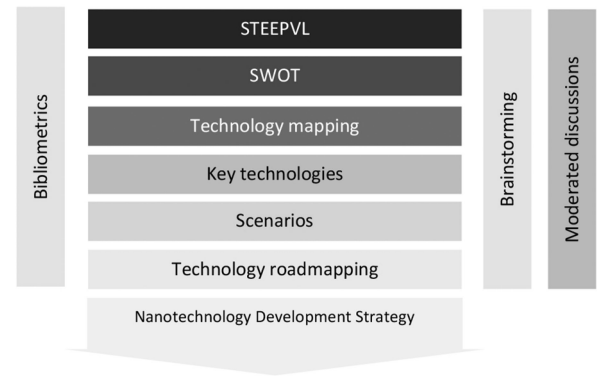 STEEPVL
SWOT
Technology mapping
Key technologies
Scenarios
Technology roadmapping
Nanotechnology Development Strategy
Bibliometrics
Brainstorming
Moderated discussions